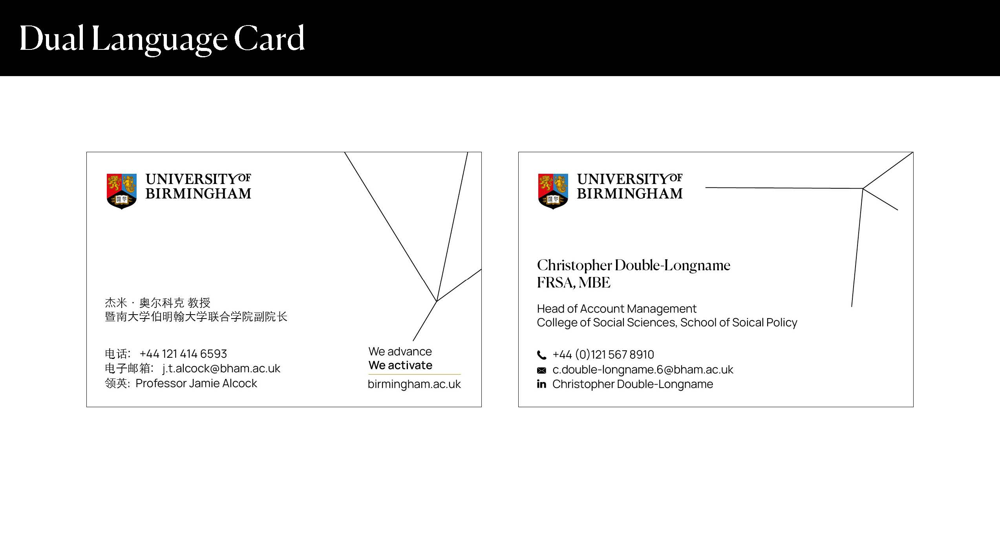 Dual Language Card
UNIVERSITY OF
BIRMINGHAM
杰米 · 奥尔科克 教授
暨南大学伯明翰大学联合学院副院长
电话: +44 121 414 6593
电子邮箱: j.t.alcock@bham.ac.uk
领英: Professor Jamie Alcock
We advance
We activate
birmingham.ac.uk
UNIVERSITY OF
BIRMINGHAM
Christopher Double-Longname
FRSA, MBE
Head of Account Management
College of Social Sciences, School of Soical Policy
+44 (0)121 567 8910
c.double-longname.6@bham.ac.uk
in Christopher Double-Longname